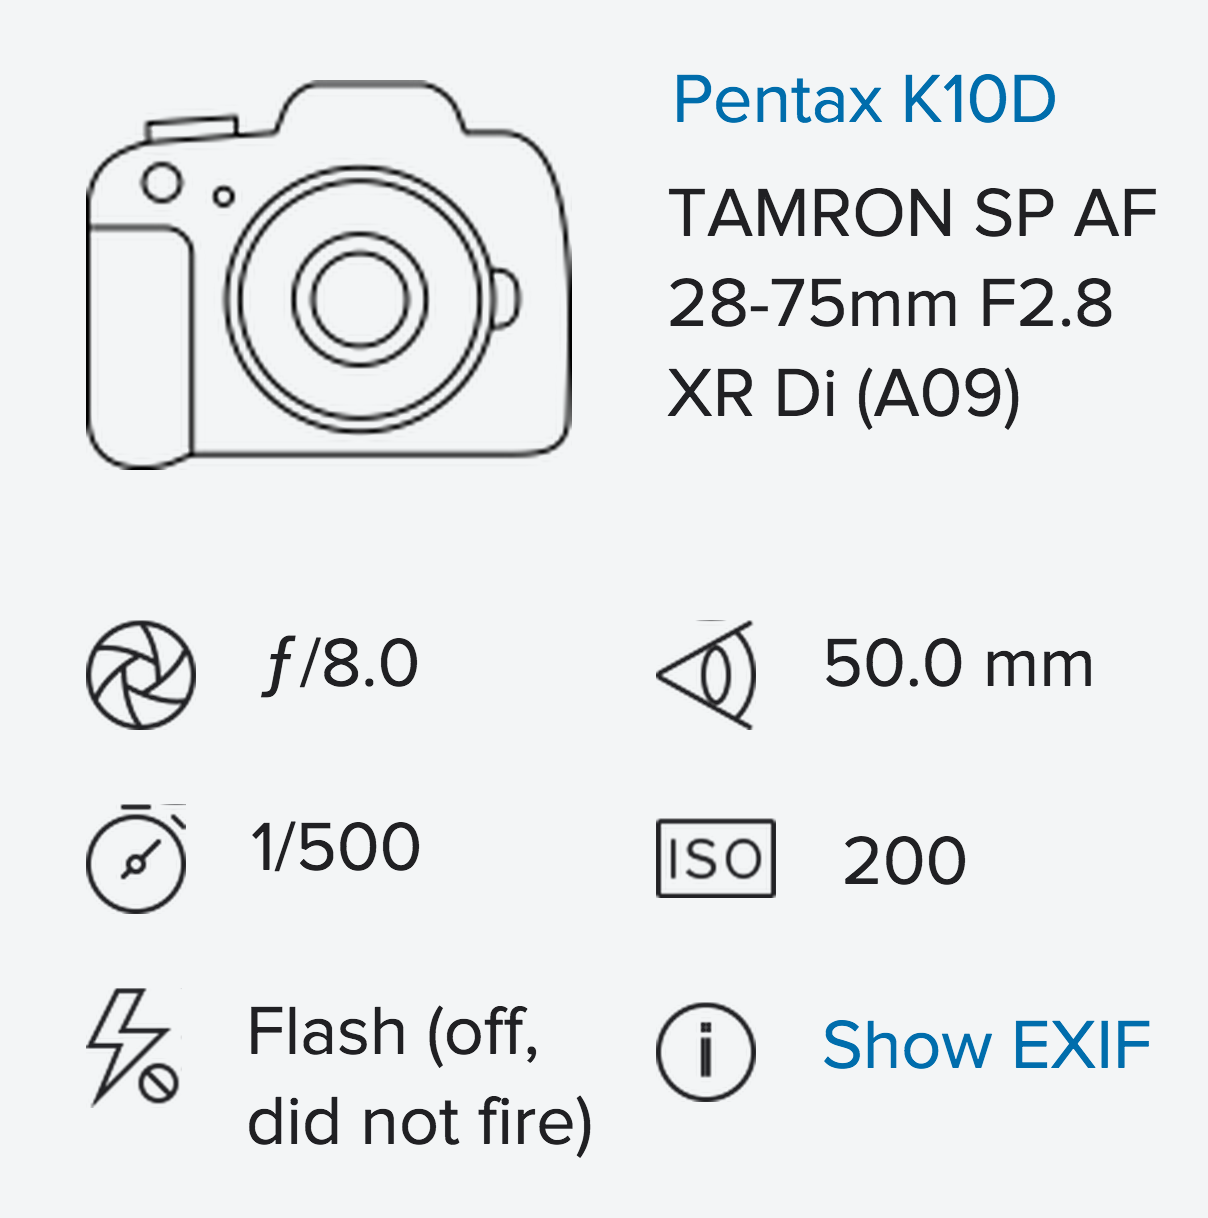 Pentax K10D
TAMRON SP AF
28-75mm F2.8
XR Di (A09)
ƒ/8.0
50.0 mm
1/500
ISO
200
Flash (off,
did not fire)
i
Show EXIF